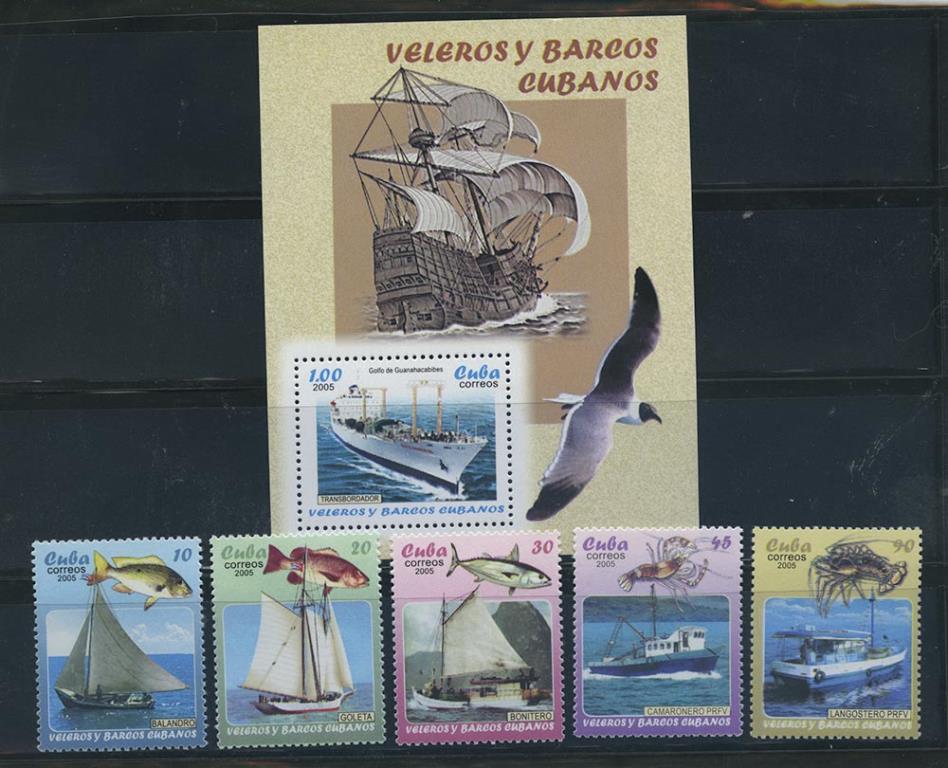 VELEROS Y BARCOS
CUBANOS
1.00
2005
Golfo de Guanahacabibes
Cuba
correos
TRANSBORDADOR
VELEROS Y BARCOS CUBANOS
Cuba
correos
2005
10
BALANDRO
VELEROS Y BARCOS CUBANOS
Cuba
correos
2005
20
GOLETA
VELEROS Y BARCOS CUBANOS
Cuba
correos
2005
30
BONITERO
VELEROS Y BARCOS CUBANOS
Cuba
correos
2005
45
CAMARONERO PRFV
VELEROS Y BARCOS CUBANOS
Cuba
correos
2005
90
LANGOSTERO PRFV
VELEROS Y BARCOS CUBANOS